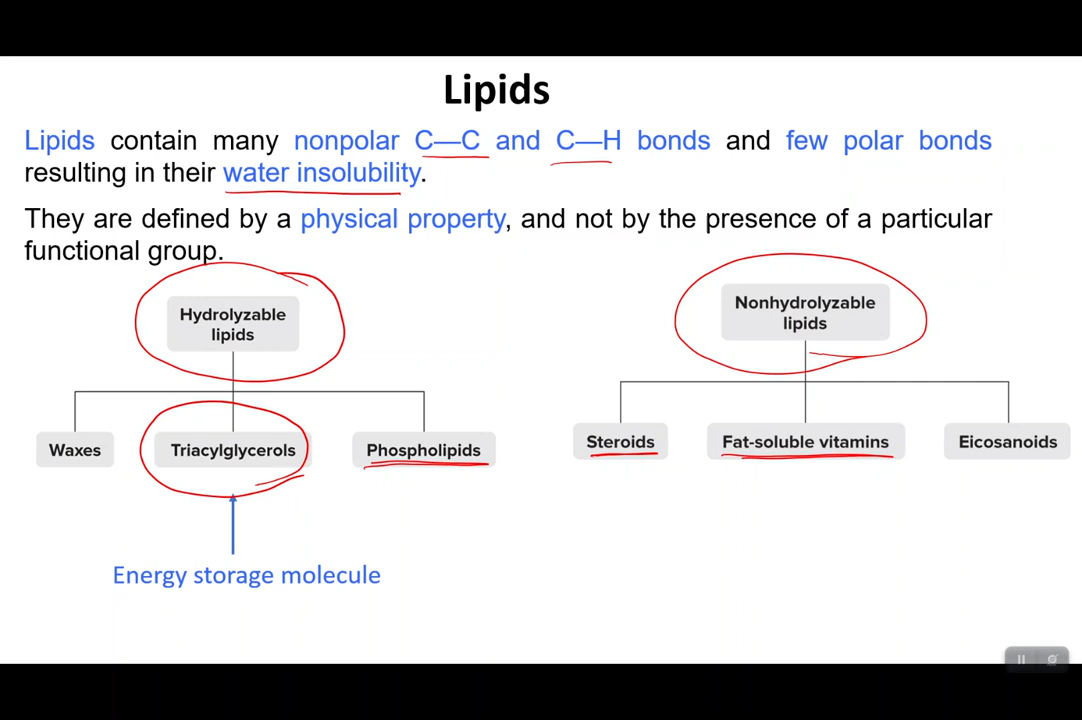 Lipids
Lipids contain many nonpolar C—C and C—H bonds and few polar bonds
resulting in their water insolubility.
They are defined by a physical property, and not by the presence of a particular
functional group.
Hydrolyzable
lipids
Waxes
Triacylglycerols
Phospholipids
Energy storage molecule
Nonhydrolyzable
lipids
Steroids
Fat-soluble vitamins
Eicosanoids